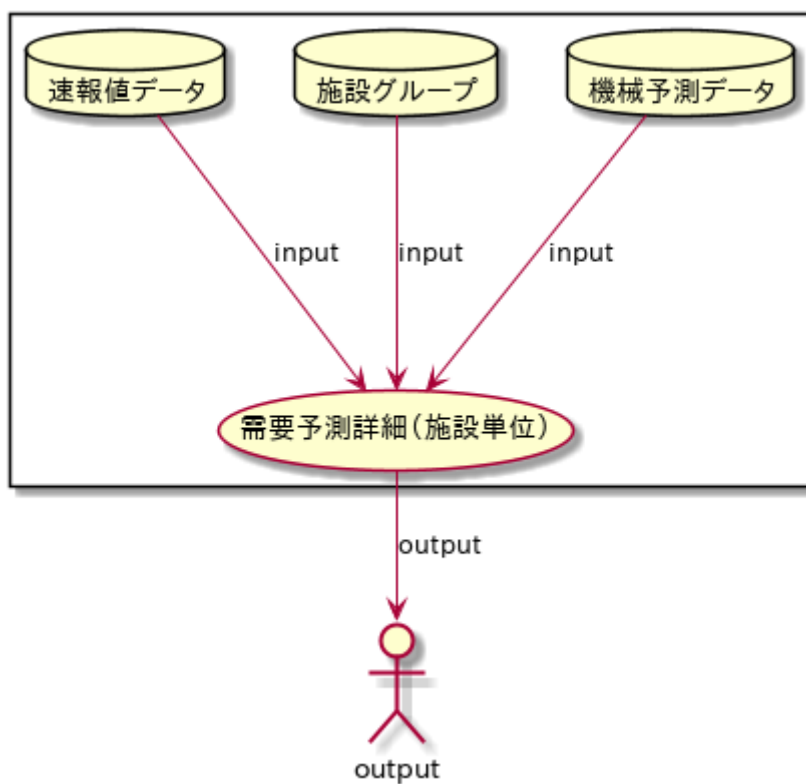 速報値データ
施設グループ
機械予測データ
input
input
input
需要予測詳細(施設単位)
output
output